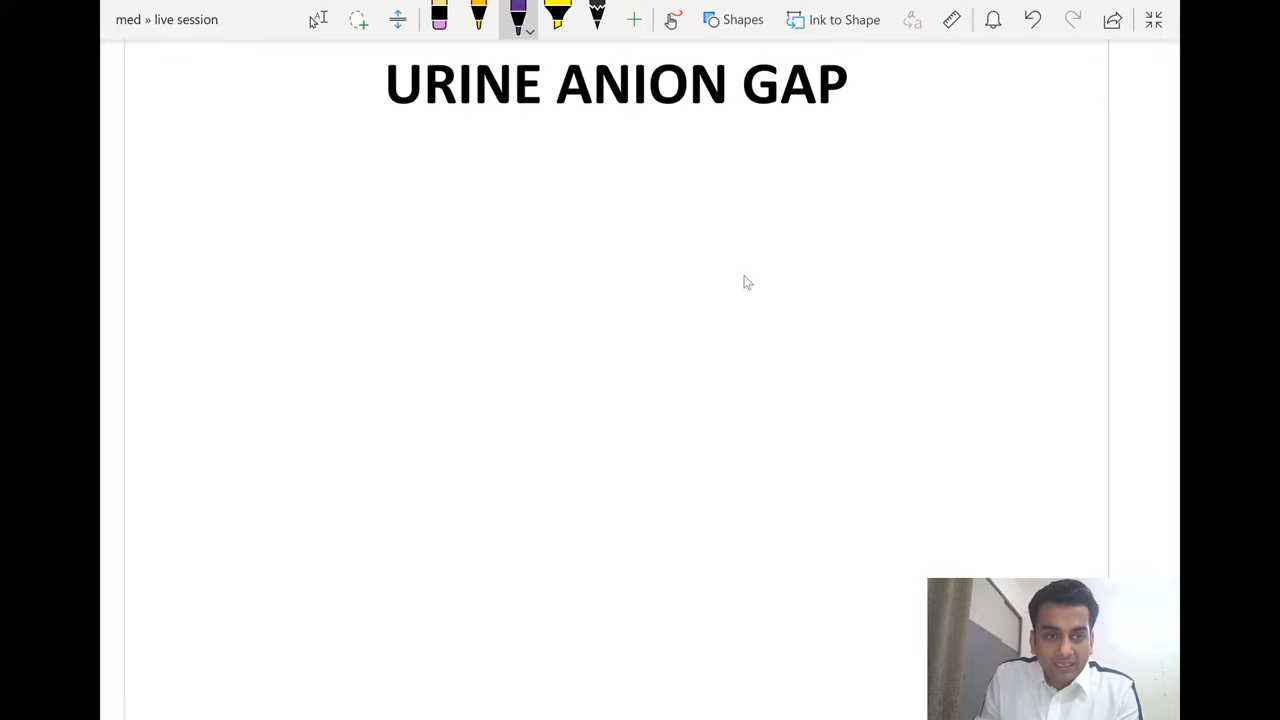 med » live session
Shapes
Ink to Shape
URINE ANION GAP